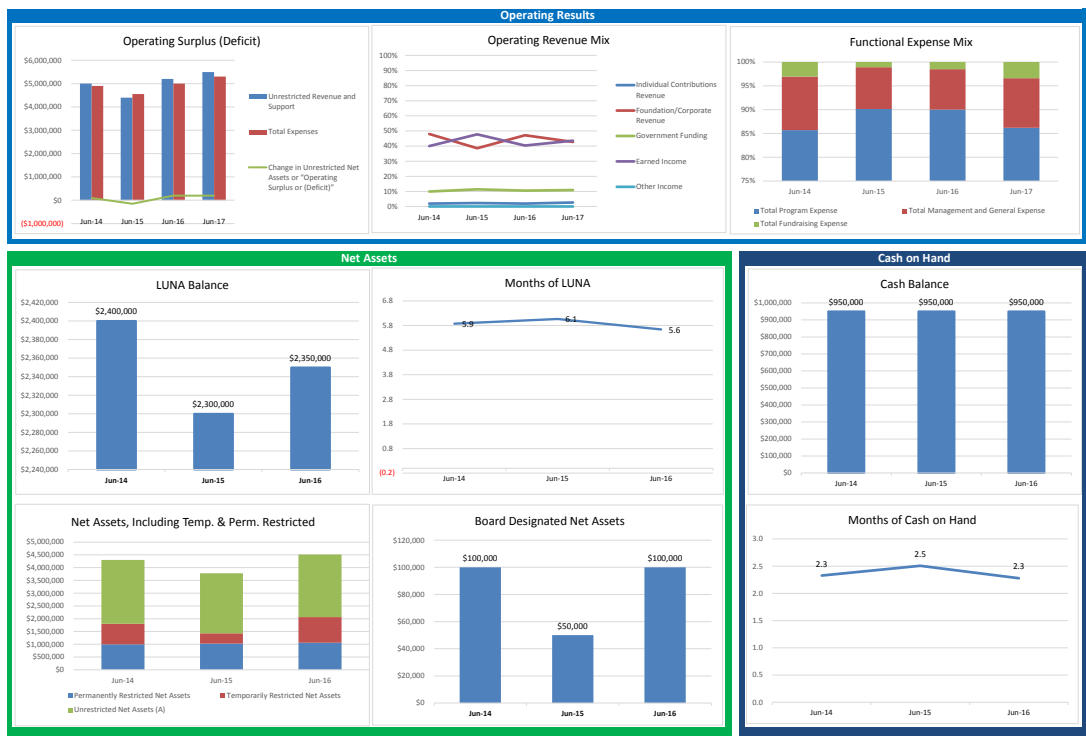 Operating Results
Operating Surplus (Deficit)
$6,000,000
$5,000,000
$4,000,000
$3,000,000
$2,000,000
$1,000,000
$0
($1,000,000)
Jun-14 Jun-15 Jun-16 Jun-17
Unrestricted Revenue and
Support
Total Expenses
Change in Unrestricted Net
Assets or "Operating
Surplus or (Deficit)"
Operating Revenue Mix
100%
90%
80%
70%
60%
50%
40%
30%
20%
10%
0%
Jun-14 Jun-15 Jun-16 Jun-17
Individual Contributions
Revenue
Foundation/Corporate
Revenue
Government Funding
Earned Income
Other Income
Functional Expense Mix
100%
95%
90%
85%
80%
75%
Jun-14 Jun-15 Jun-16 Jun-17
Total Program Expense Total Management and General Expense
Total Fundraising Expense
Net Assets
LUNA Balance
$2,420,000
$2,400,000
$2,380,000
$2,360,000
$2,340,000
$2,320,000
$2,300,000
$2,280,000
$2,260,000
$2,240,000
$2,400,000
$2,300,000
$2,350,000
Jun-14 Jun-15 Jun-16
Months of LUNA
6.8
5.8
4.8
3.8
2.8
1.8
0.8
(0.2)
5.9
6.1
5.6
Jun-14 Jun-15 Jun-16
Net Assets, Including Temp. & Perm. Restricted
$5,000,000
$4,500,000
$4,000,000
$3,500,000
$3,000,000
$2,500,000
$2,000,000
$1,500,000
$1,000,000
$500,000
$0
Jun-14 Jun-15 Jun-16
Permanently Restricted Net Assets Temporarily Restricted Net Assets
Unrestricted Net Assets (A)
Board Designated Net Assets
$120,000
$100,000
$80,000
$60,000
$40,000
$20,000
$0
$100,000
$50,000
$100,000
Jun-14 Jun-15 Jun-16
Cash on Hand
Cash Balance
$1,000,000
$900,000
$800,000
$700,000
$600,000
$500,000
$400,000
$300,000
$200,000
$100,000
$0
$950,000 $950,000 $950,000
Jun-14 Jun-15 Jun-16
Months of Cash on Hand
3.0
2.5
2.0
1.5
1.0
0.5
0.0
2.3
2.5
2.3
Jun-14 Jun-15 Jun-16